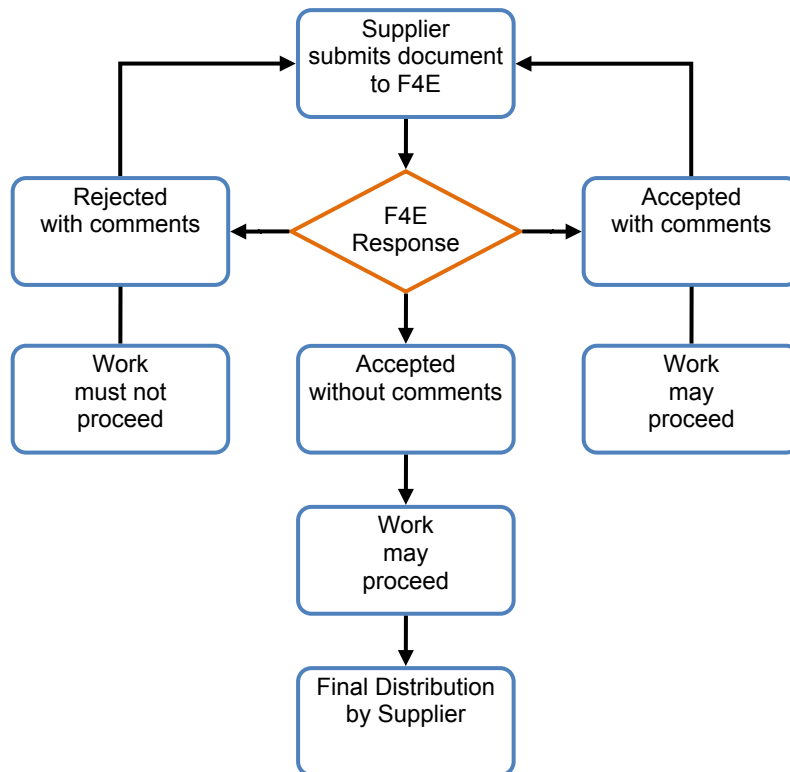 Supplier
submits document
to F4E
Rejected
with comments
F4E
Response
Accepted
with comments
Work
must not
proceed
Accepted
without comments
Work
may
proceed
Work
may
proceed
Final Distribution
by Supplier